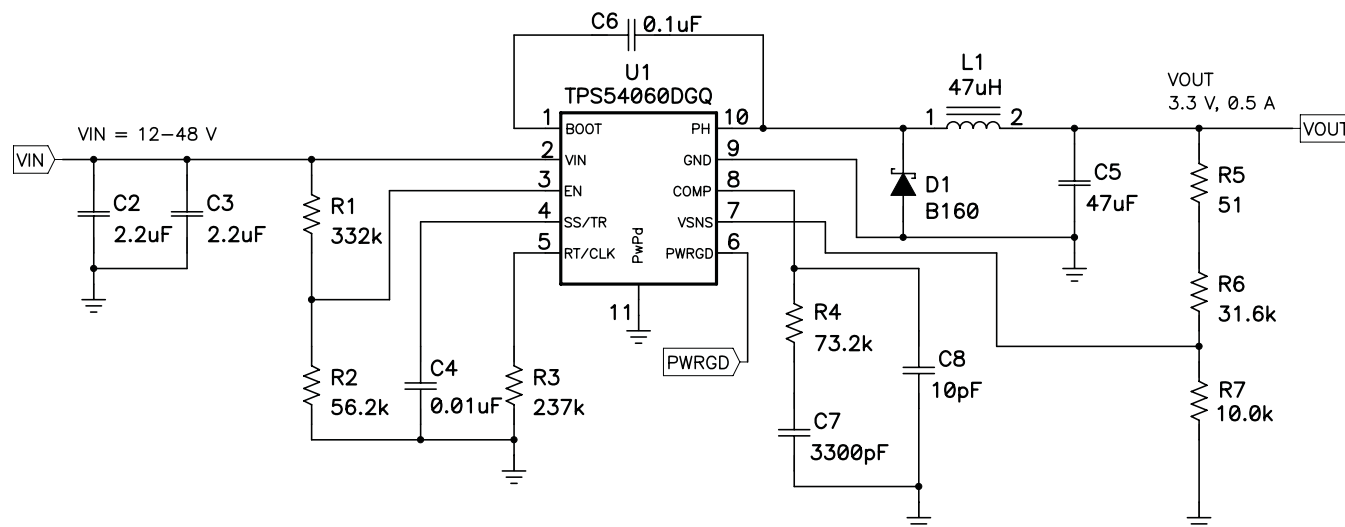 C6
0.1uF
U1
TPS54060DGQ
L1
47uH
VOUT
3.3 V, 0.5 A
VIN = 12-48 V
VIN
C2
2.2uF
C3
2.2uF
R1
332k
R2
56.2k
C4
0.01uF
R3
237k
1
2
3
4
5
BOOT
VIN
EN
SS/TR
RT/CLK
PwPd
PH
GND
COMP
VSNS
PWRGD
10
9
8
7
6
11
PWRGD
R4
73.2k
C7
3300pF
C8
10pF
1
2
D1
B160
C5
47uF
R5
51
R6
31.6k
R7
10.0k
VOUT